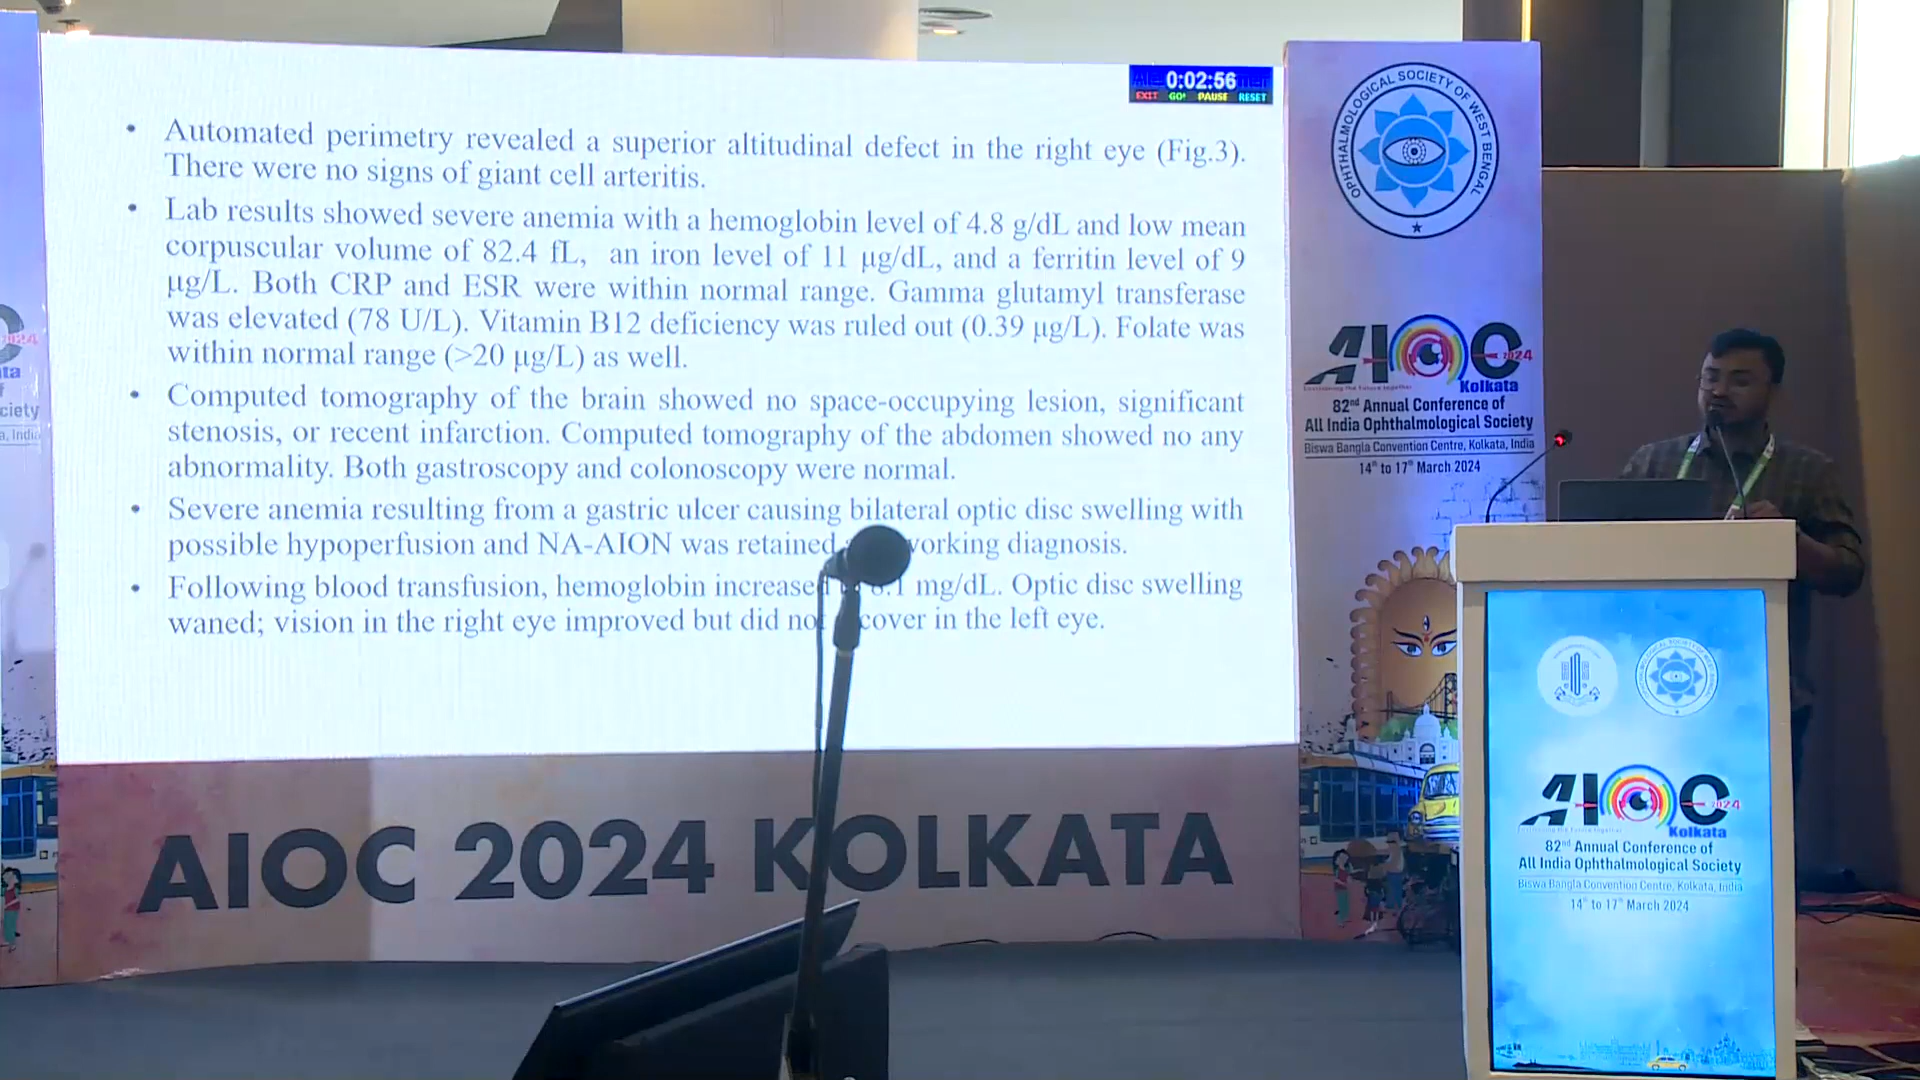 0:02:56
EXIT GO! PAUSE RESET
• Automated perimetry revealed a superior altitudinal defect in the right eye (Fig.3).
There were no signs of giant cell arteritis.
• Lab results showed severe anemia with a hemoglobin level of 4.8 g/dL and low mean
corpuscular volume of 82.4 fL, an iron level of 11 µg/dL, and a ferritin level of 9
µg/L. Both CRP and ESR were within normal range. Gamma glutamyl transferase
was elevated (78 U/L). Vitamin B12 deficiency was ruled out (0.39 µg/L). Folate was
within normal range (>20 µg/L) as well.
• Computed tomography of the brain showed no space-occupying lesion, significant
stenosis, or recent infarction. Computed tomography of the abdomen showed no any
abnormality. Both gastroscopy and colonoscopy were normal.
• Severe anemia resulting from a gastric ulcer causing bilateral optic disc swelling with
possible hypoperfusion and NA-AION was retained working diagnosis.
• Following blood transfusion, hemoglobin increased mg/dL. Optic disc swelling
waned; vision in the right eye improved but did not in the left eye.
AIOC 2024 KOLKATA
OPHTHALMOLOGICAL SOCIETY OF WEST BENGAL
AIOC 2024
Kolkata
82nd Annual Conference of
All India Ophthalmological Society
Biswa Bangla Convention Centre, Kolkata, India
14th to 17th March 2024
AIOC 2024
Kolkata
82nd Annual Conference of
All India Ophthalmological Society
Biswa Bangla Convention Centre, Kolkata, India
14th to 17th March 2024